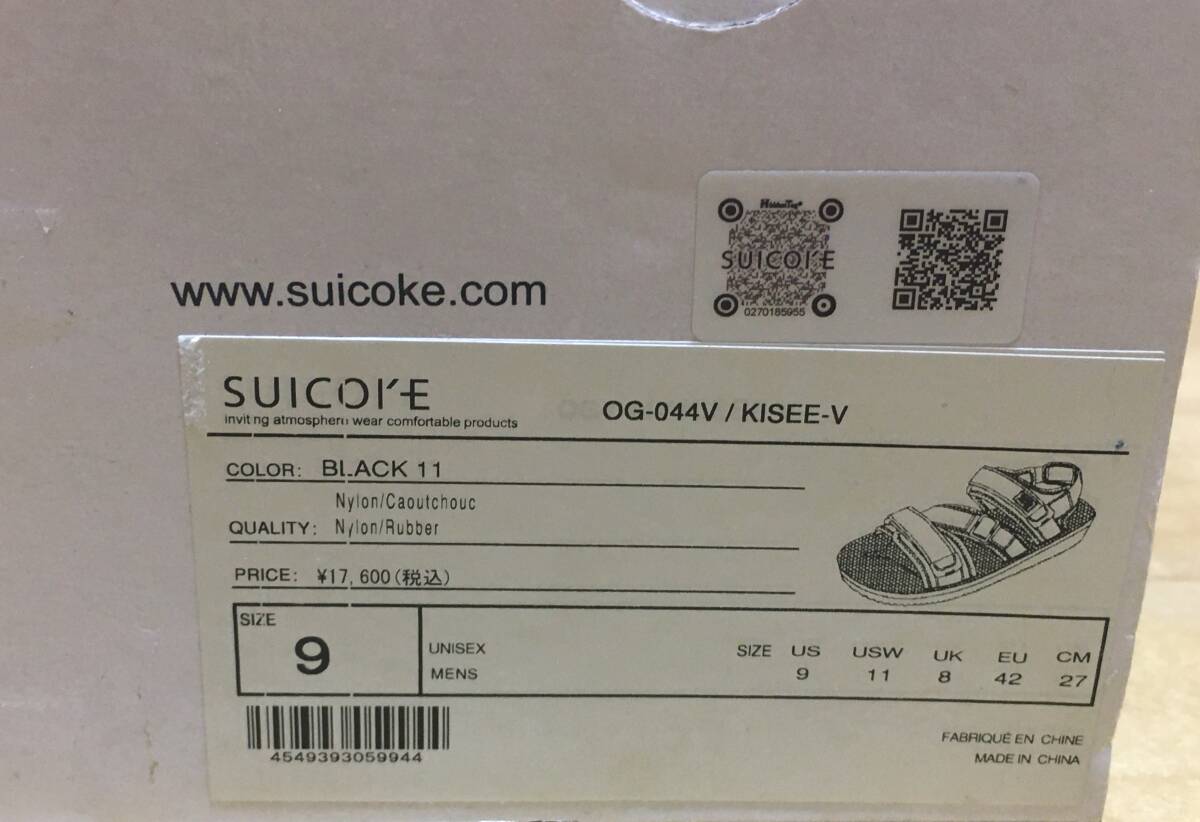 HiddenTag®
SUICOKE
0270185955
www.suicoke.com
SUICOKE
inviting atmosphere wear comfortable products
OG-044V / KISEE-V
COLOR: BLACK 11
Nylon/Caoutchouc
QUALITY: Nylon/Rubber
PRICE: ¥17,600(税込)
SIZE
9
UNISEX
MENS
SIZE US USW UK EU CM
9 11 8 42 27
4549393059944
FABRIQUÉ EN CHINE
MADE IN CHINA